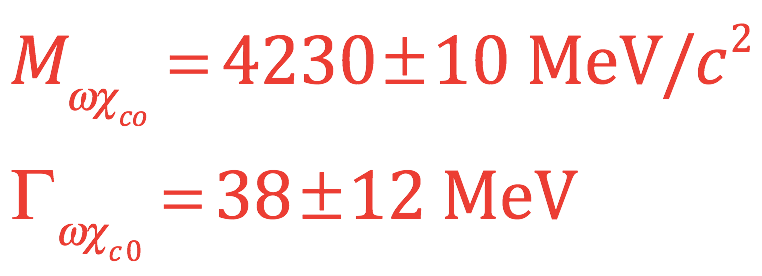 M_{ωχ_{co}} = 4230±10 MeV/c²
Γ_{ωχ_{c0}} = 38±12 MeV